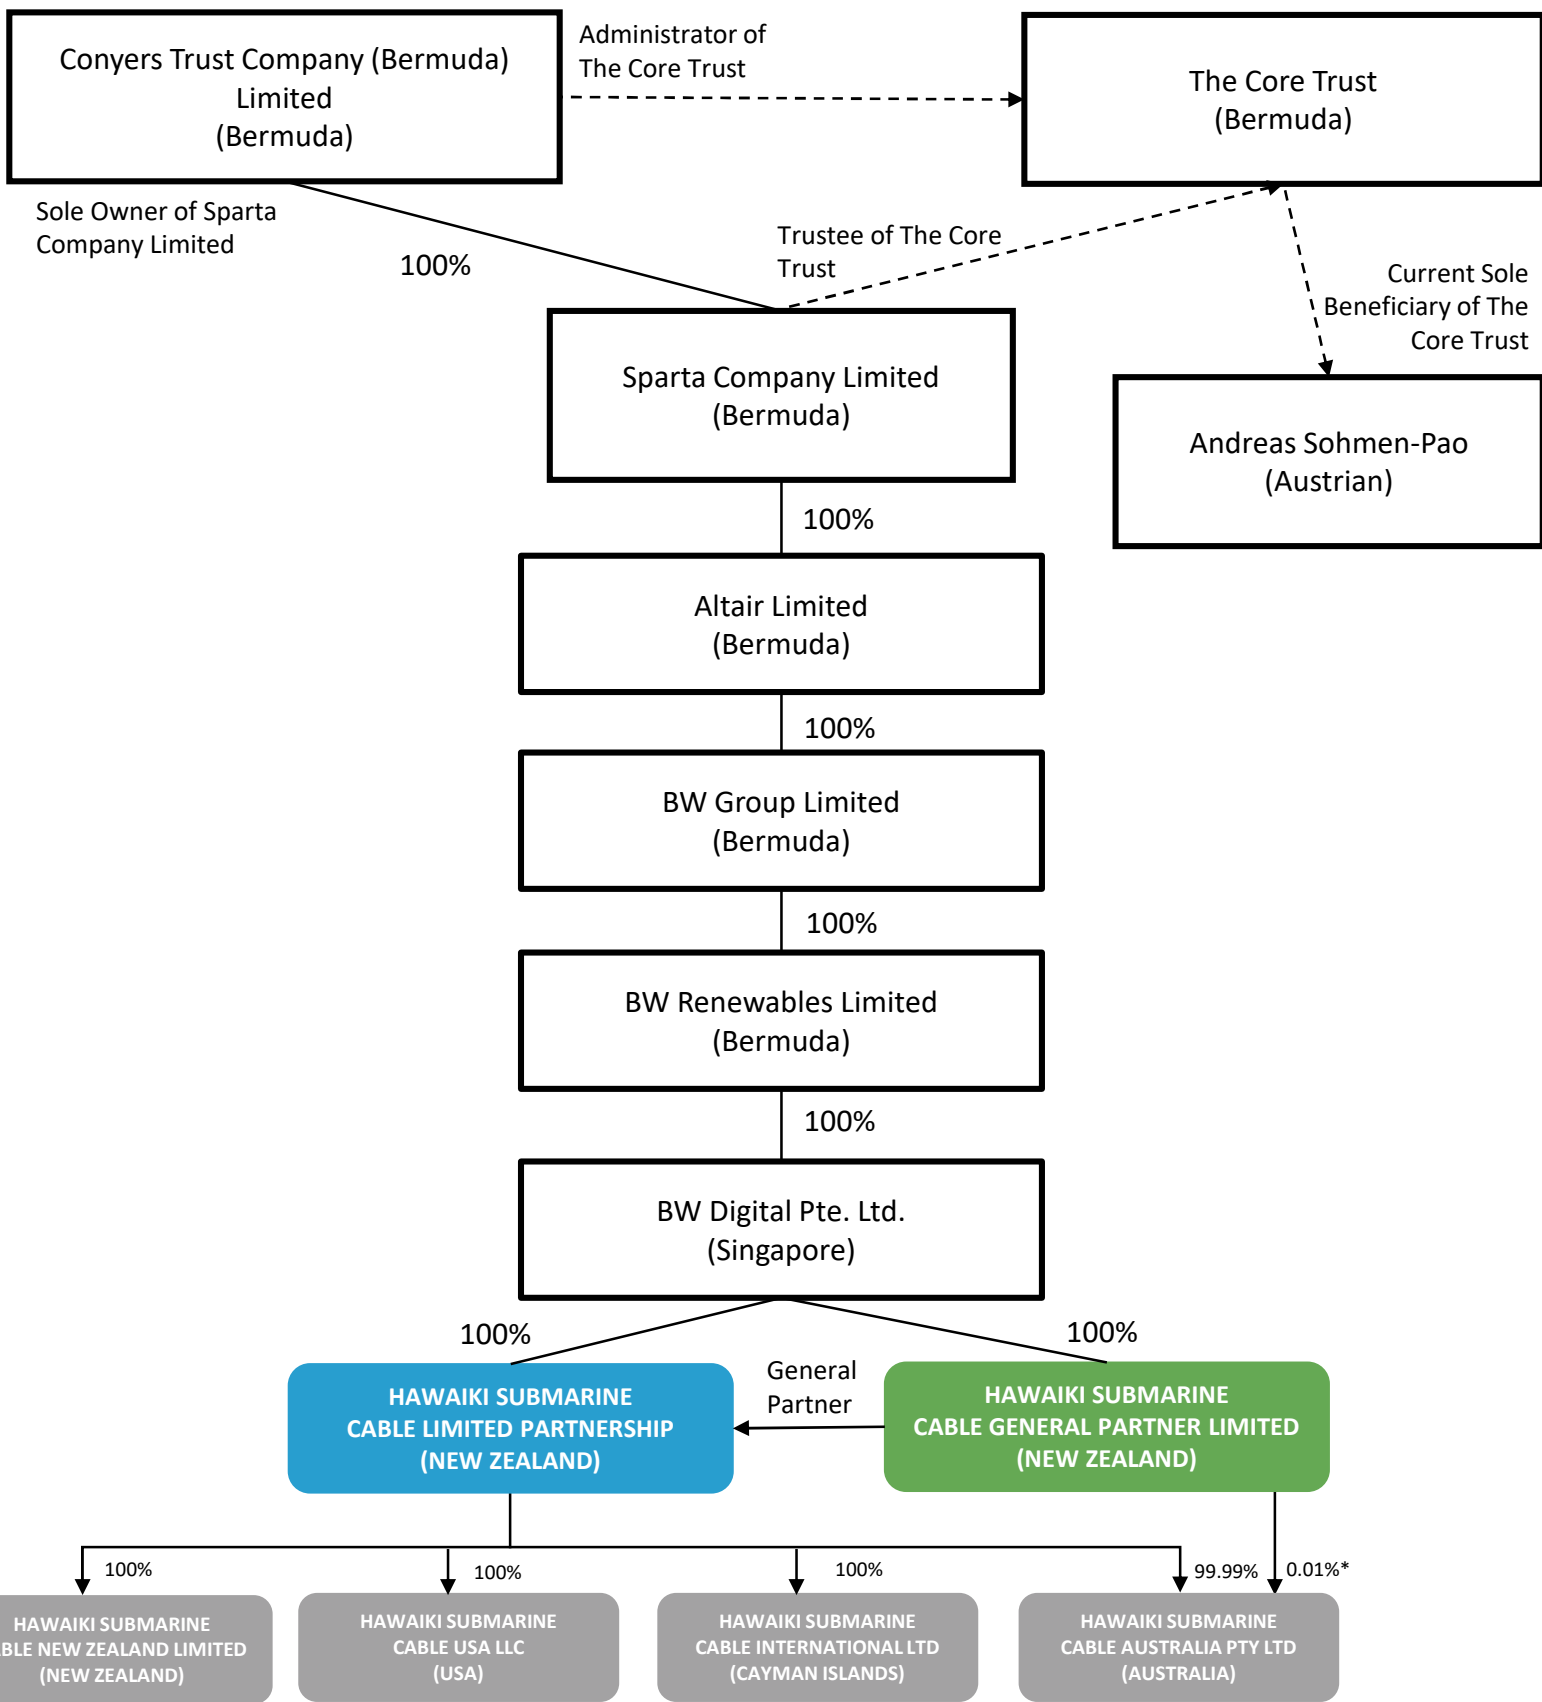 Conyers Trust Company (Bermuda)
Limited
(Bermuda)
Administrator of
The Core Trust
The Core Trust
(Bermuda)
Sole Owner of Sparta
Company Limited
100%
Trustee of The Core
Trust
Current Sole
Beneficiary of The
Core Trust
Sparta Company Limited
(Bermuda)
Andreas Sohmen-Pao
(Austrian)
100%
Altair Limited
(Bermuda)
100%
BW Group Limited
(Bermuda)
100%
BW Renewables Limited
(Bermuda)
100%
BW Digital Pte. Ltd.
(Singapore)
100%
100%
HAWAIKI SUBMARINE
CABLE LIMITED PARTNERSHIP
(NEW ZEALAND)
General
Partner
HAWAIKI SUBMARINE
CABLE GENERAL PARTNER LIMITED
(NEW ZEALAND)
100%
100%
100%
99.99%
0.01%*
HAWAIKI SUBMARINE
ABLE NEW ZEALAND LIMITED
(NEW ZEALAND)
HAWAIKI SUBMARINE
CABLE USA LLC
(USA)
HAWAIKI SUBMARINE
CABLE INTERNATIONAL LTD
(CAYMAN ISLANDS)
HAWAIKI SUBMARINE
CABLE AUSTRALIA PTY LTD
(AUSTRALIA)